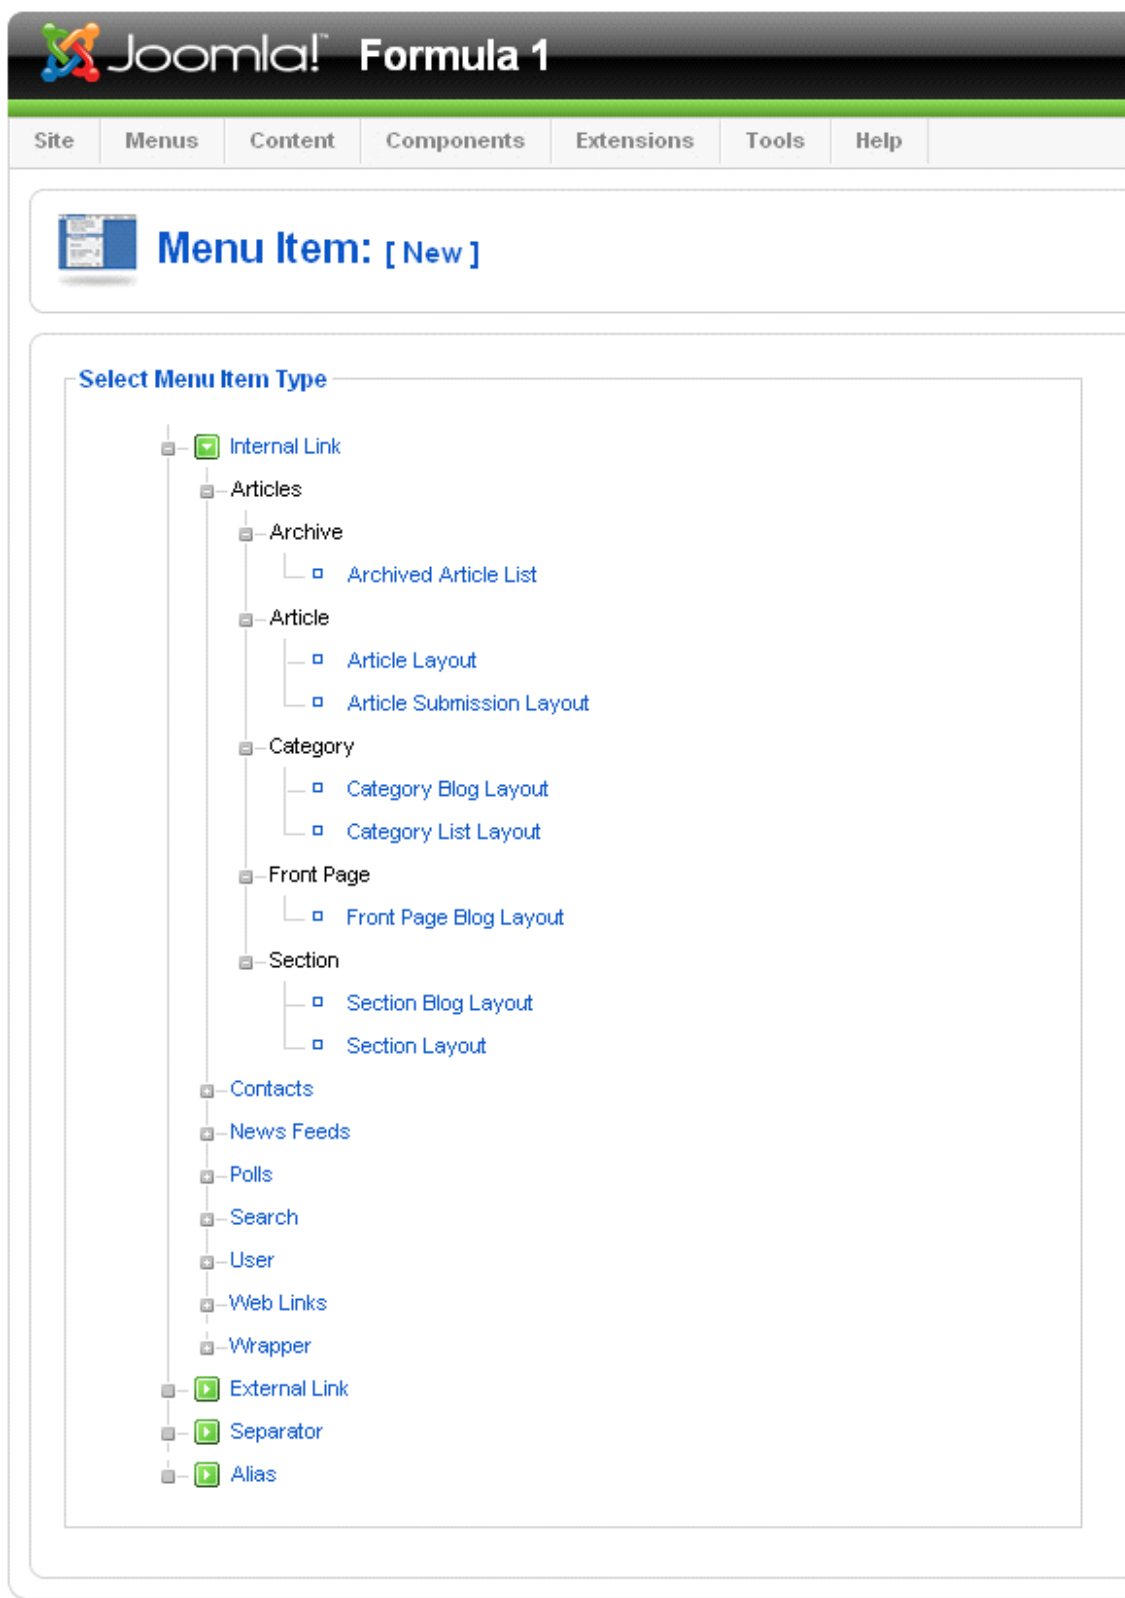 Joomla!™ Formula 1
Site Menus Content Components Extensions Tools Help
Menu Item: [ New ]
Select Menu Item Type
Internal Link
Articles
Archive
Archived Article List
Article
Article Layout
Article Submission Layout
Category
Category Blog Layout
Category List Layout
Front Page
Front Page Blog Layout
Section
Section Blog Layout
Section Layout
Contacts
News Feeds
Polls
Search
User
Web Links
Wrapper
External Link
Separator
Alias